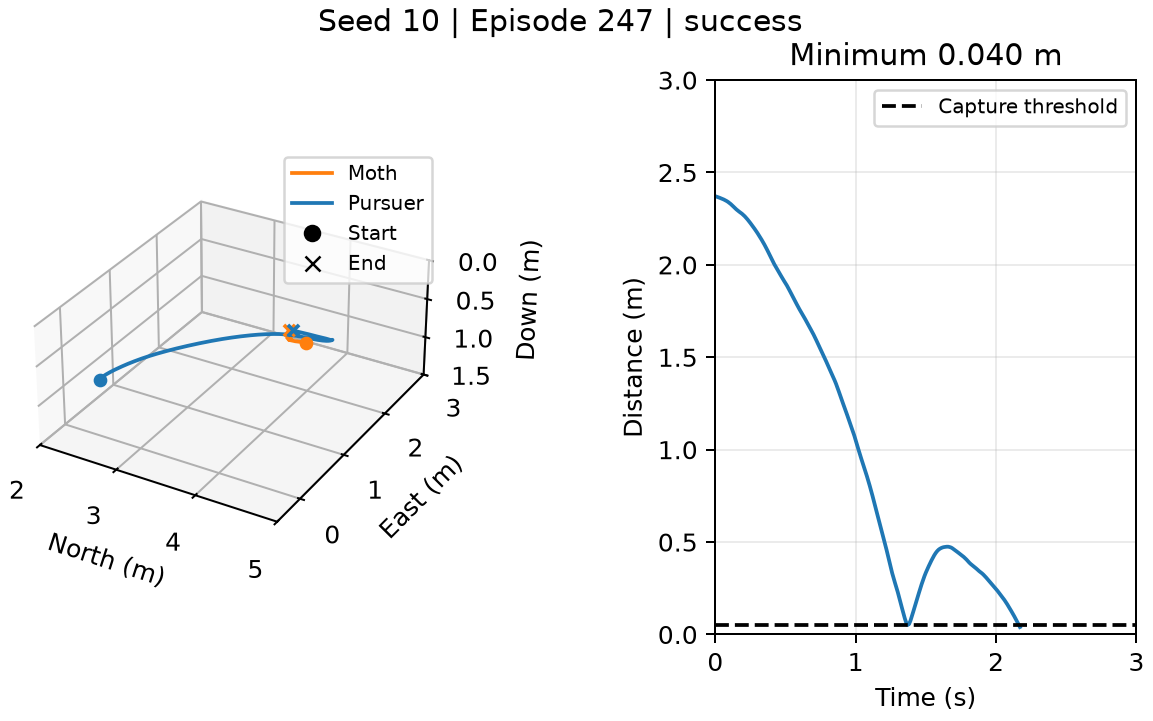 Seed 10 | Episode 247 | success
Moth
Pursuer
Start
End
0.0
0.5
1.0
1.5
Down (m)
3
2
1
0
East (m)
2
3
4
5
North (m)
Minimum 0.040 m
Capture threshold
3.0
2.5
2.0
1.5
1.0
0.5
0.0
Distance (m)
0
1
2
3
Time (s)